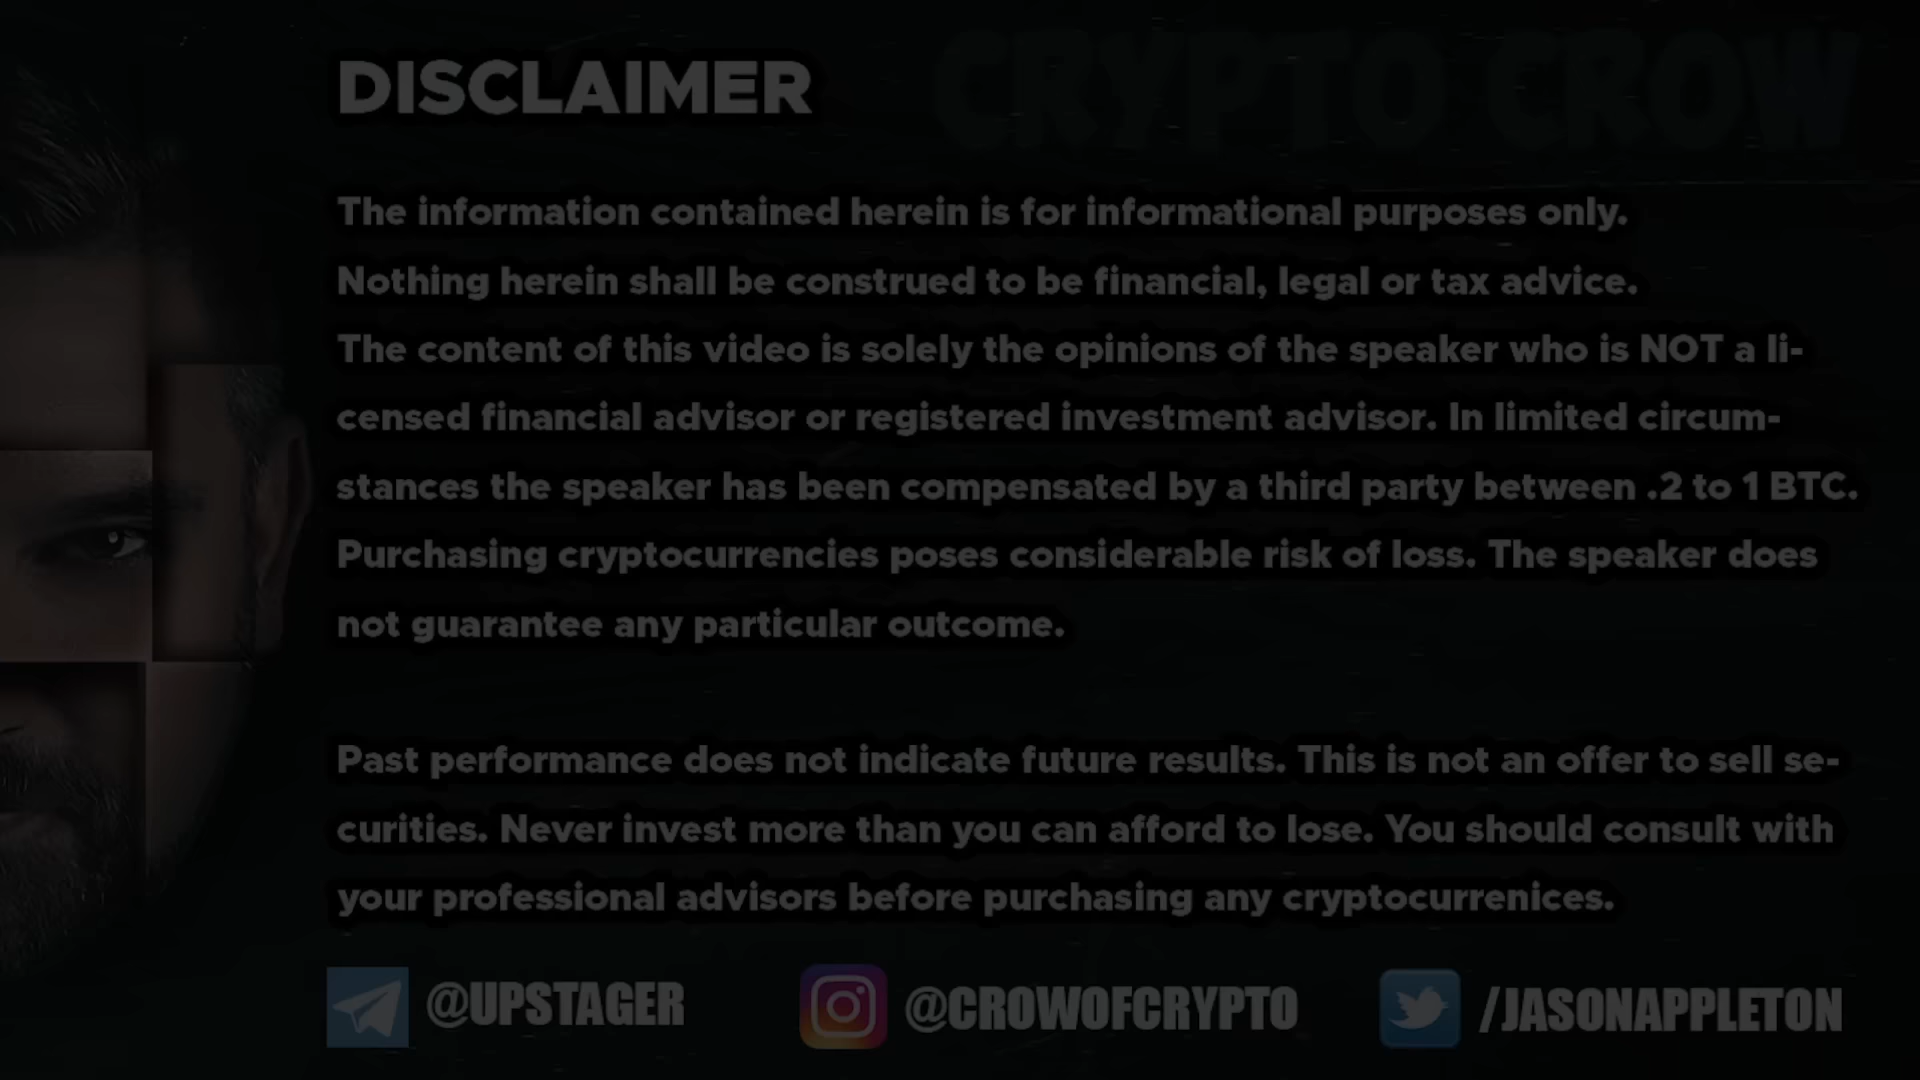 CRYPTO CROW
DISCLAIMER
The information contained herein is for informational purposes only.
Nothing herein shall be construed to be financial, legal or tax advice.
The content of this video is solely the opinions of the speaker who is NOT a li-
censed financial advisor or registered investment advisor. In limited circum-
stances the speaker has been compensated by a third party between .2 to 1 BTC.
Purchasing cryptocurrencies poses considerable risk of loss. The speaker does
not guarantee any particular outcome.
Past performance does not indicate future results. This is not an offer to sell se-
curities. Never invest more than you can afford to lose. You should consult with
your professional advisors before purchasing any cryptocurrenices.
@UPSTAGER
@CROWOFCRYPTO
/JASONAPPLETON